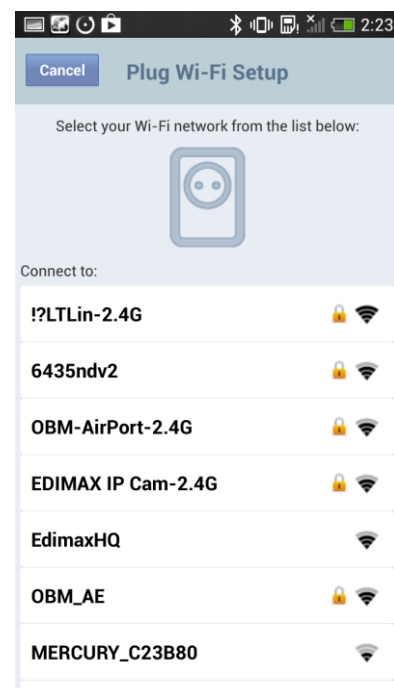 2:23
Cancel
Plug Wi-Fi Setup
Select your Wi-Fi network from the list below:
Connect to:
!?LTLin-2.4G
6435ndv2
OBM-AirPort-2.4G
EDIMAX IP Cam-2.4G
EdimaxHQ
OBM_AE
MERCURY_C23B80